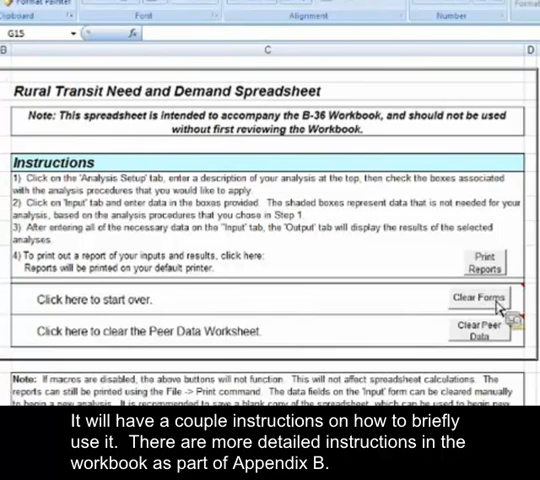 Format Painter
Clipboard
Font
Alignment
Number
Format
G15
fx
B
C
D
Rural Transit Need and Demand Spreadsheet
Note: This spreadsheet is intended to accompany the B-36 Workbook, and should not be used
without first reviewing the Workbook.
Instructions
1) Click on the 'Analysis Setup' tab, enter a description of your analysis at the top, then check the boxes associated
with the analysis procedures that you would like to apply.
2) Click on 'Input' tab and enter data in the boxes provided. The shaded boxes represent data that is not needed for your
analysis, based on the analysis procedures that you chose in Step 1.
3) After entering all of the necessary data on the "Input' tab, the 'Output' tab will display the results of the selected
analyses.
4) To print out a report of your inputs and results, click here:
Reports will be printed on your default printer.
Print
Reports
Click here to start over.
Clear Forms
Click here to clear the Peer Data Worksheet.
Clear Peer
Data
Note: If macros are disabled, the above buttons will not function. This will not affect spreadsheet calculations. The
reports can still be printed using the File -> Print command. The data fields on the 'Input' form can be cleared manually
It will have a couple instructions on how to briefly
use it. There are more detailed instructions in the
workbook as part of Appendix B.